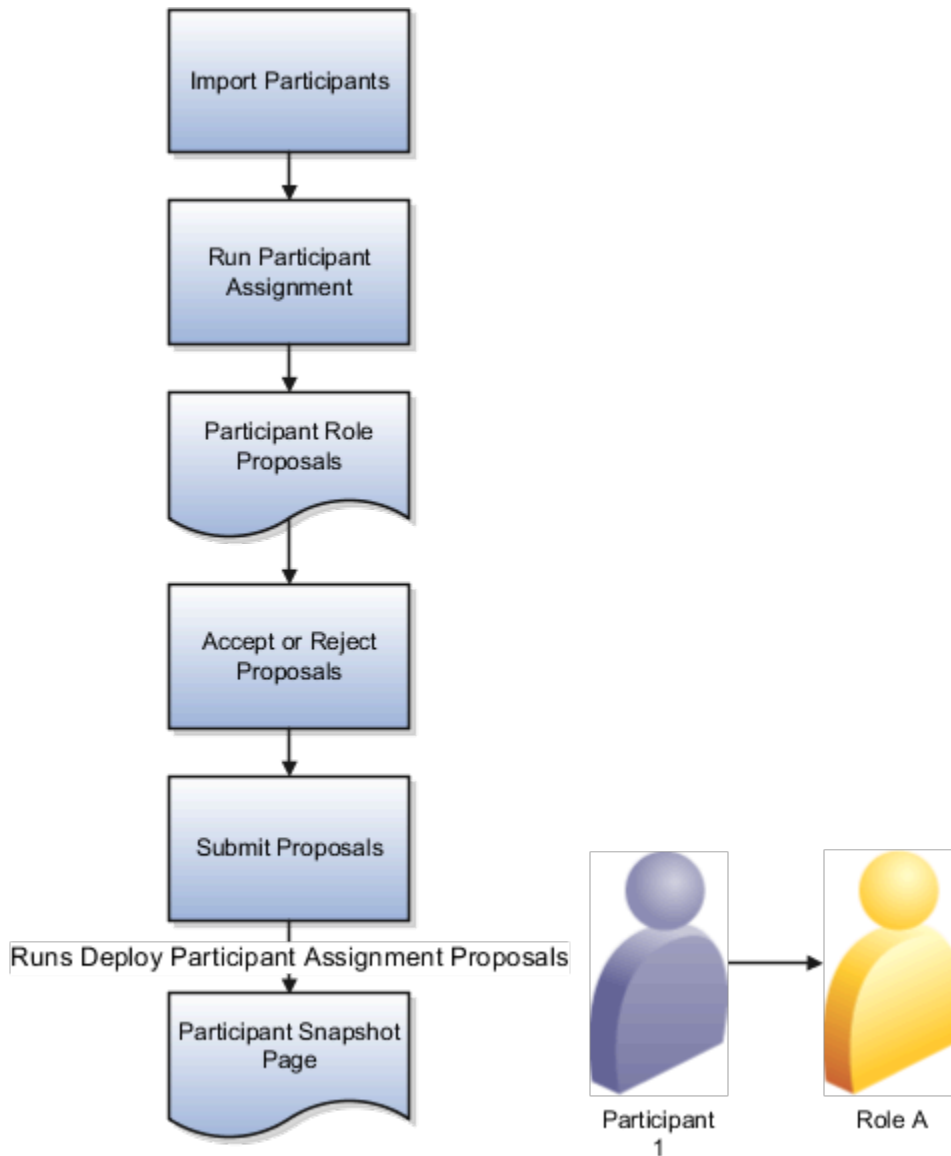 Import Participants
Run Participant
Assignment
Participant Role
Proposals
Accept or Reject
Proposals
Submit Proposals
Runs Deploy Participant Assignment Proposals
Participant Snapshot
Page
Participant
1
Role A